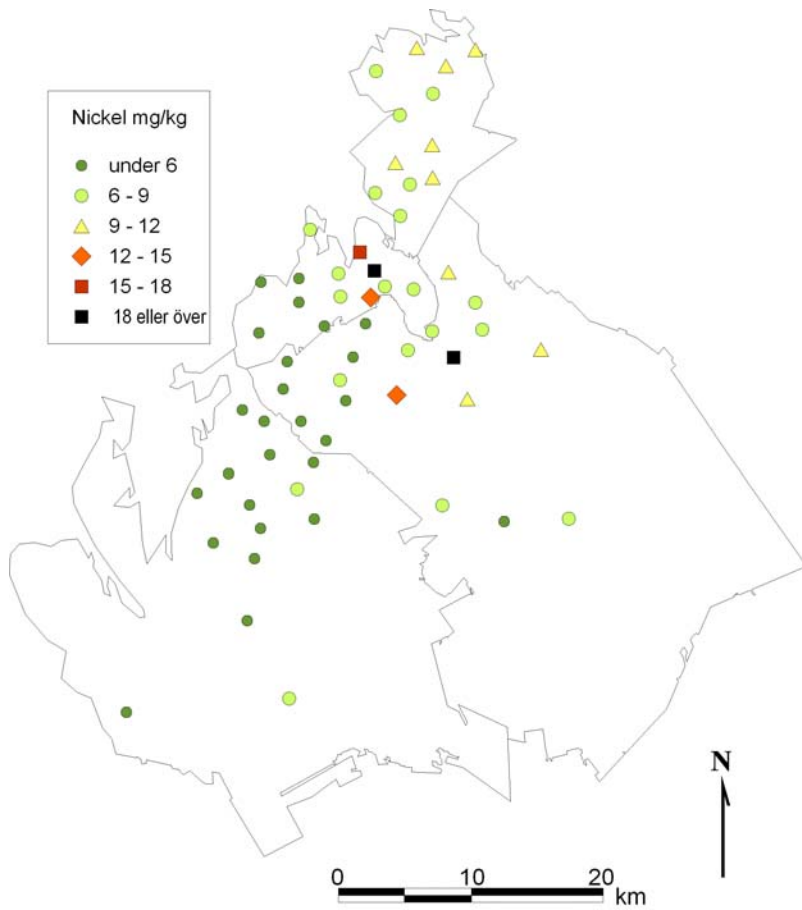 Nickel mg/kg
under 6
6 - 9
9 - 12
12 - 15
15 - 18
18 eller över
N
0 10 20
km